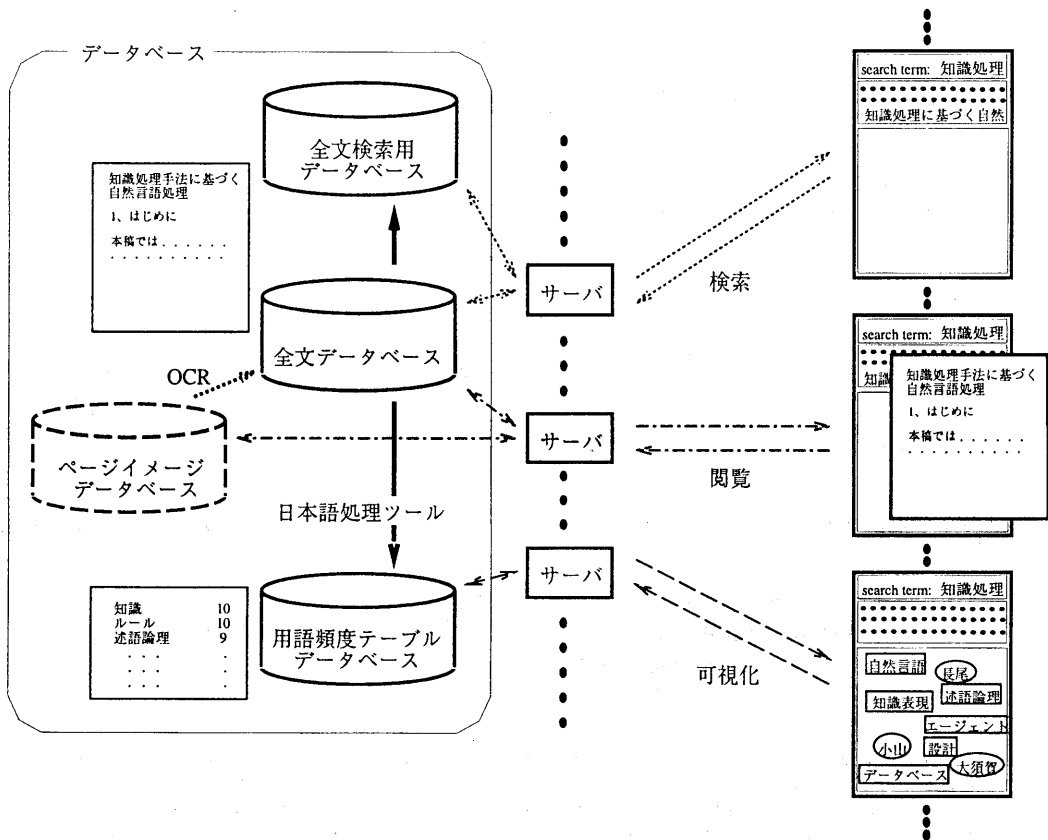 データベース
全文検索用
データベース
知識処理手法に基づく
自然言語処理
1、はじめに
本稿では . . . . . .
. . . . . . . . . .
全文データベース
OCR
ページイメージ
データベース
日本語処理ツール
知識 10
ルール 10
述語論理 9
. . . .
. . . .
. . . .
用語頻度テーブル
データベース
サーバ
サーバ
サーバ
検索
閲覧
可視化
search term: 知識処理
知識処理に基づく自然
search term: 知識処理
知識
知識処理手法に基づく
自然言語処理
1、はじめに
本稿では . . . . . .
. . . . . . . . . .
search term: 知識処理
自然言語
長尾
知識表現
述語論理
エージェント
小山
設計
データベース
大須賀